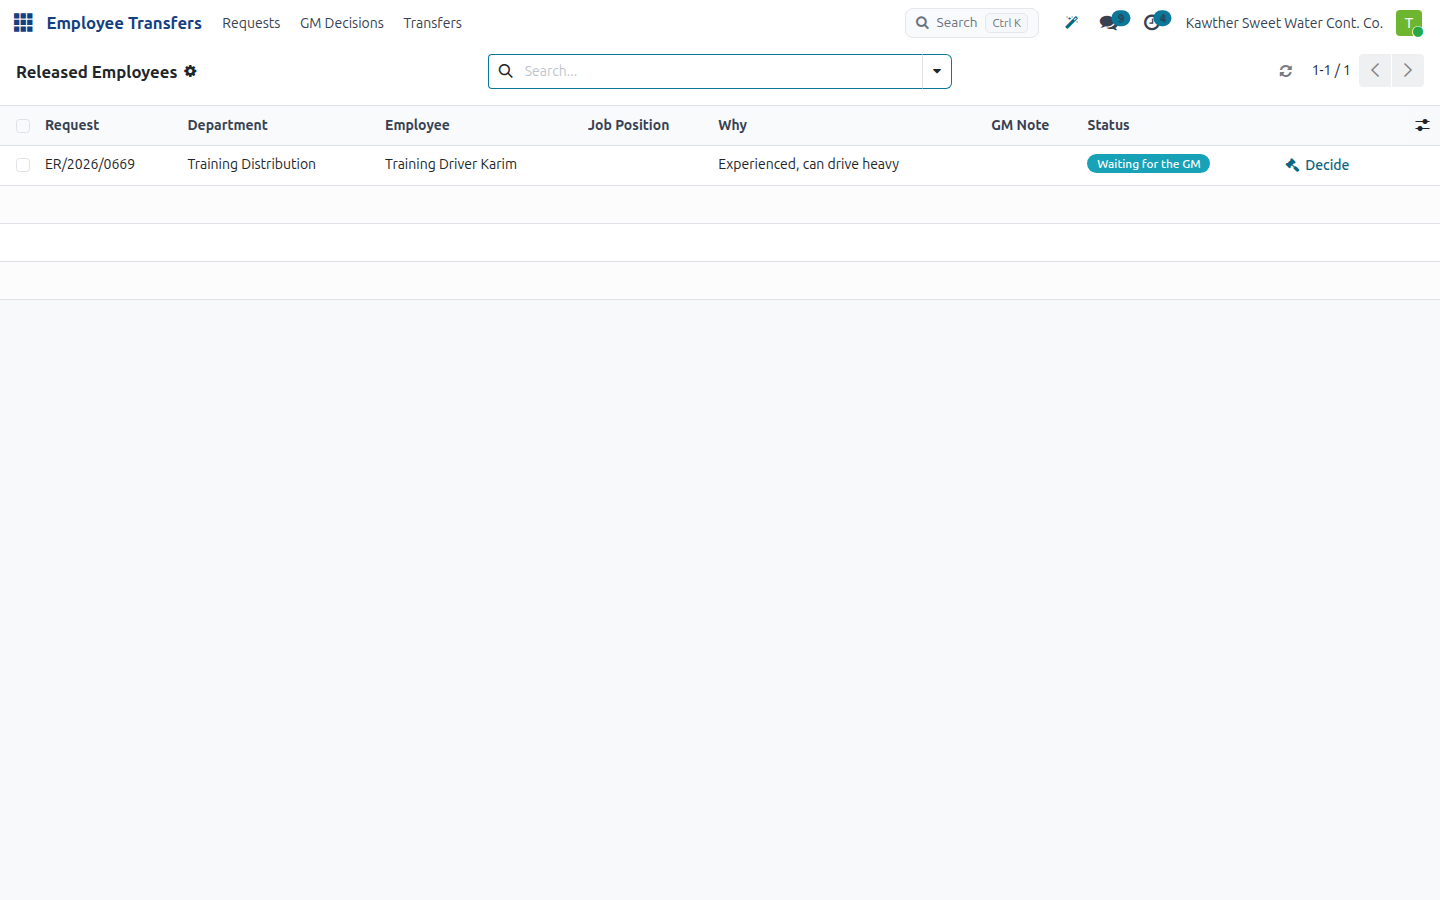 Employee Transfers Requests GM Decisions Transfers Search Ctrl K 9 4 Kawther Sweet Water Cont. Co. T
Released Employees Search... 1-1 / 1
Request Department Employee Job Position Why GM Note Status
ER/2026/0669 Training Distribution Training Driver Karim Experienced, can drive heavy Waiting for the GM Decide